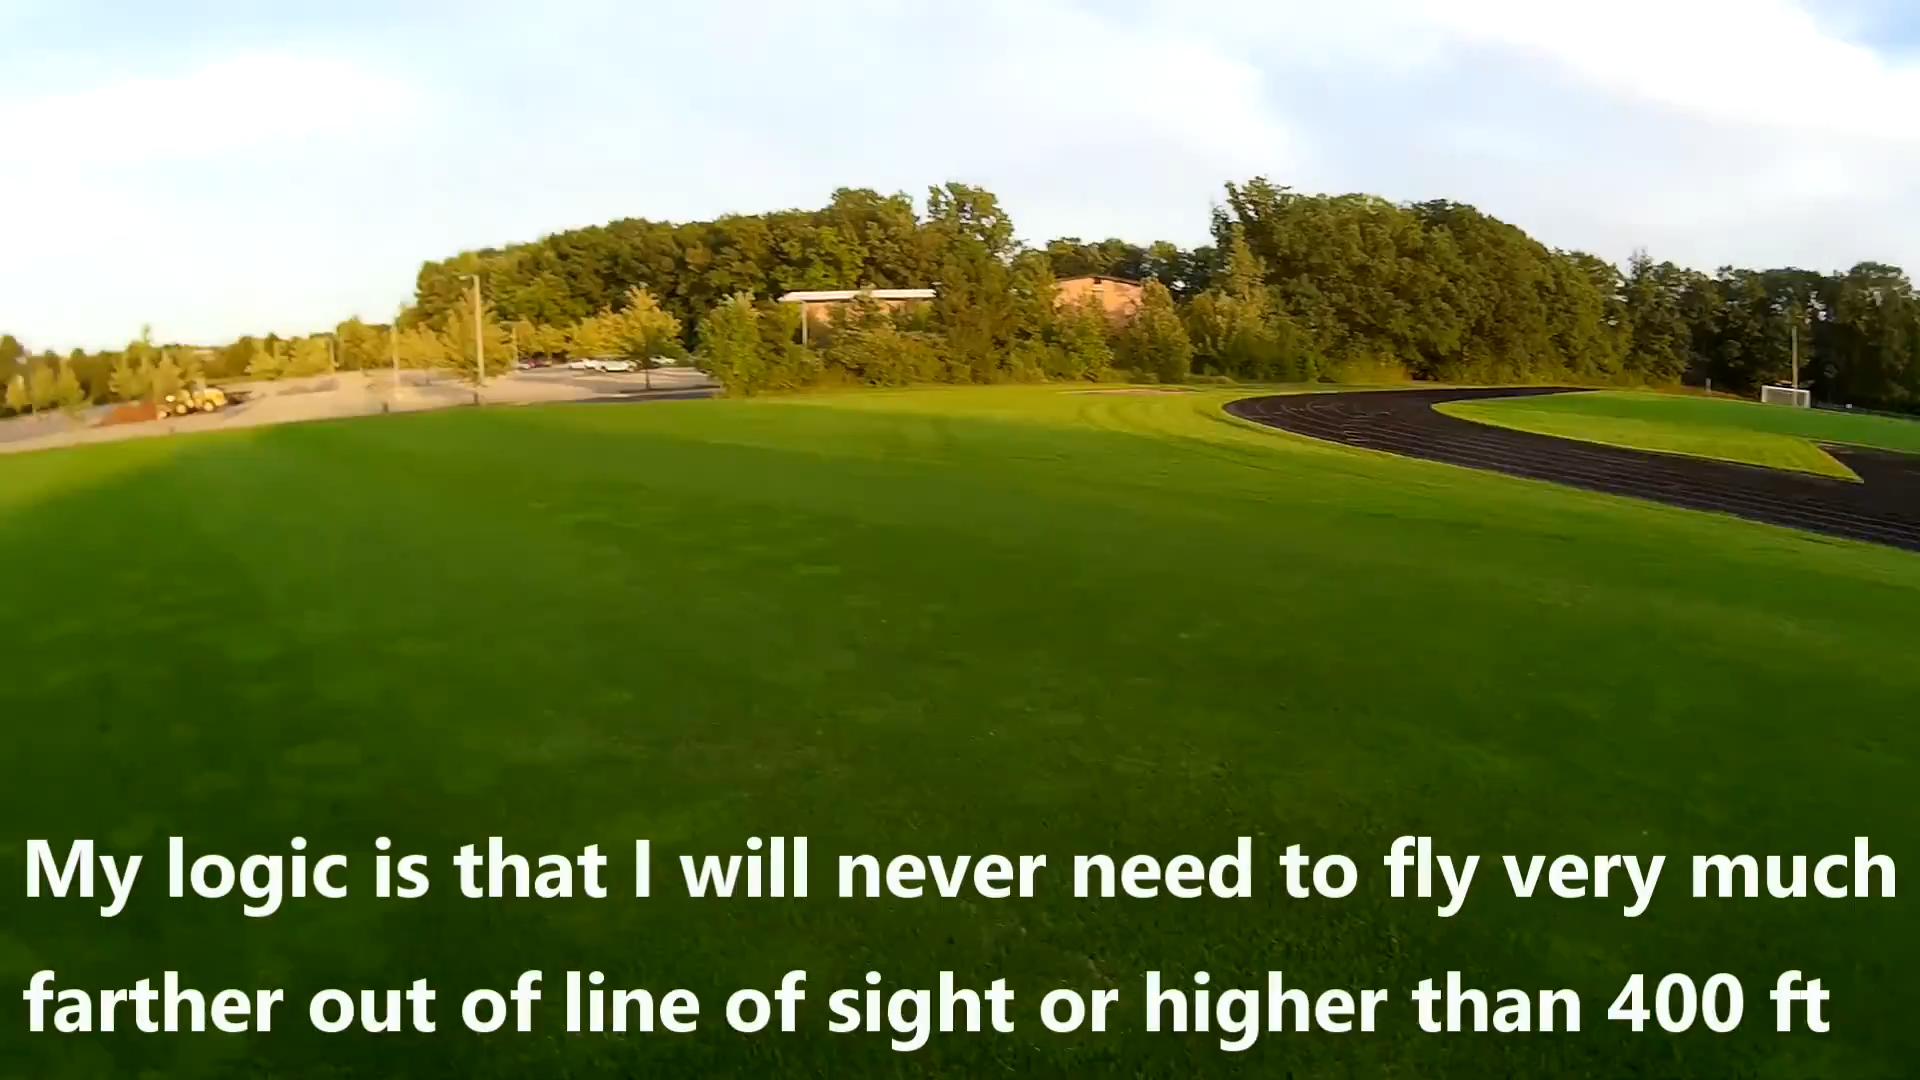 My logic is that I will never need to fly very much
farther out of line of sight or higher than 400 ft